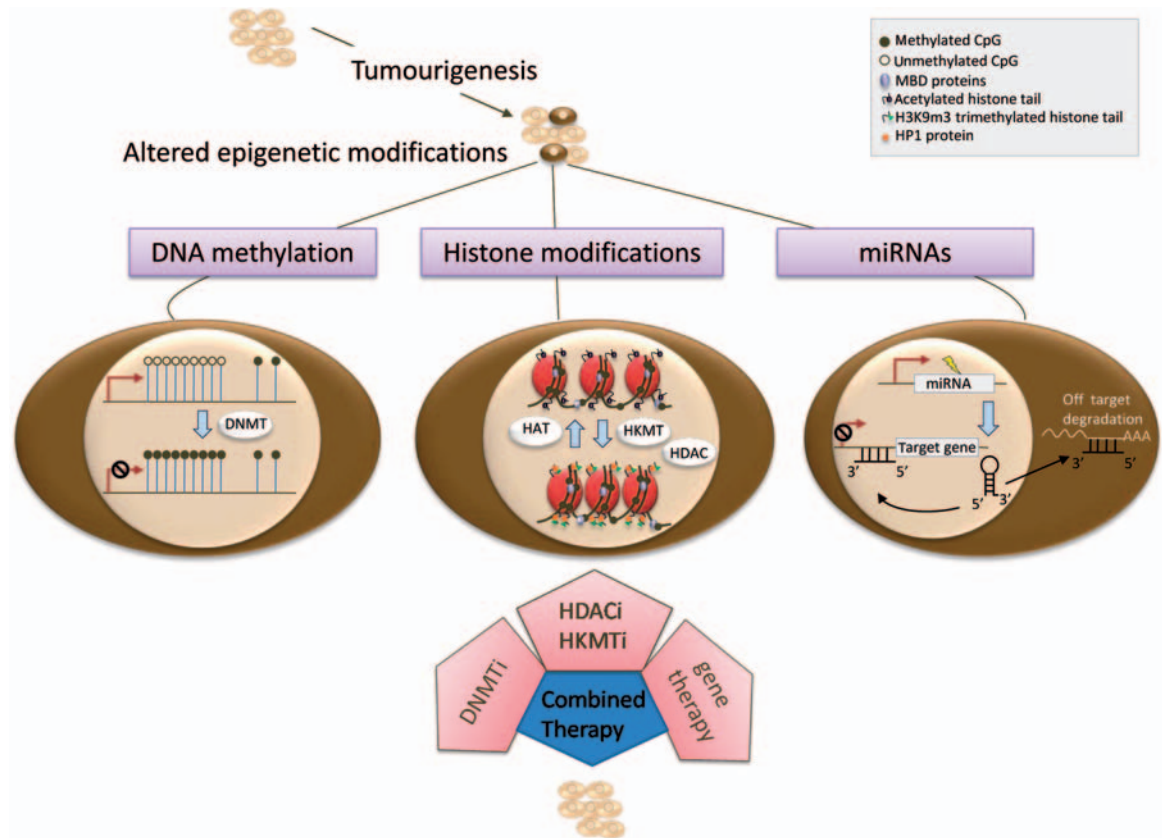 Tumourigenesis
Altered epigenetic modifications
Methylated CpG
Unmethylated CpG
MBD proteins
Acetylated histone tail
H3K9m3 trimethylated histone tail
HP1 protein
DNA methylation
Histone modifications
miRNAs
DNMT
HAT
HKMT
HDAC
miRNA
Off target
degradation
AAA
3’ 5’
Target gene
3’ 5’
5’ 3’
HDACi
HKMTi
DNMTi
gene
therapy
Combined
Therapy